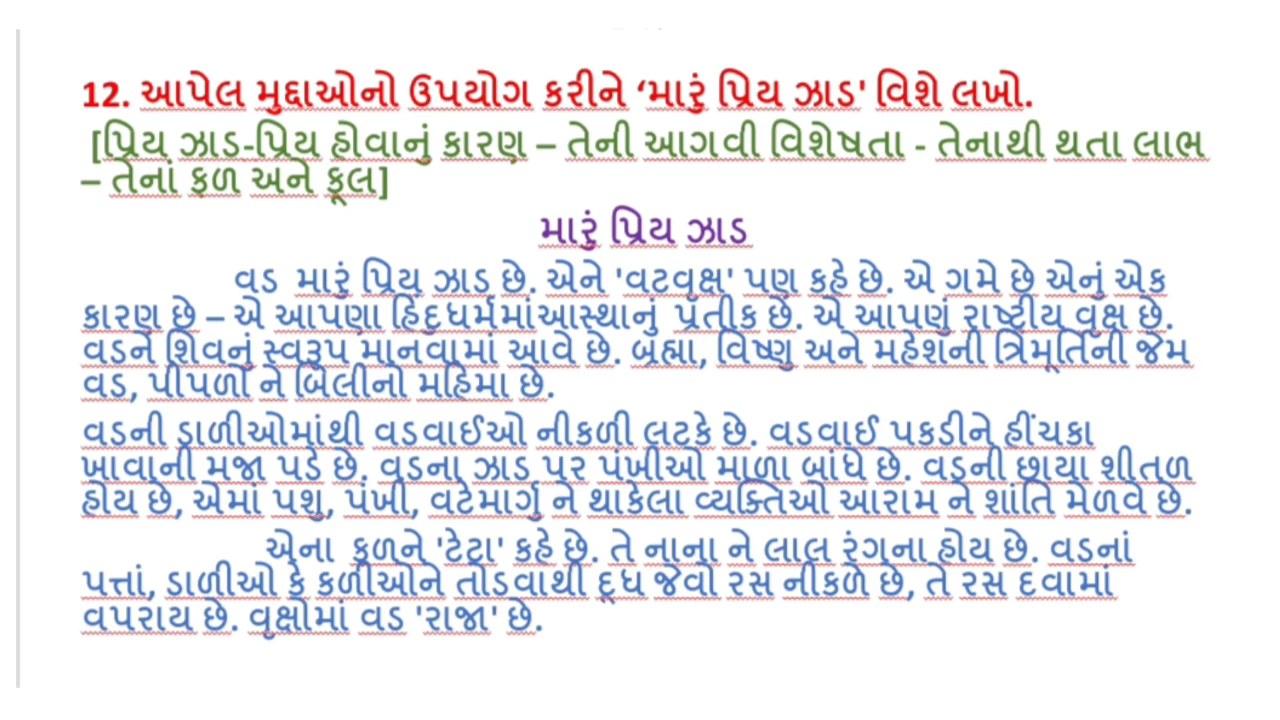 12. આપેલ મુદ્દાઓનો ઉપયોગ કરીને ‘મારું પ્રિય ઝાડ' વિશે લખો.
[પ્રિય ઝાડ-પ્રિય હોવાનું કારણ – તેની આગવી વિશેષતા - તેનાથી થતા લાભ
– તેનાં ફળ અને ફૂલ]
મારું પ્રિય ઝાડ
વડ મારું પ્રિય ઝાડ છે. એને 'વટવૃક્ષ' પણ કહે છે. એ ગમે છે એનું એક
કારણ છે – એ આપણા હિંદુધર્મમાંઆસ્થાનું પ્રતીક છે. એ આપણું રાષ્ટ્રીય વૃક્ષ છે.
વડને શિવનું સ્વરૂપ માનવામાં આવે છે. બ્રહ્મા, વિષ્ણુ અને મહેશની ત્રિમૂર્તિની જેમ
વડ, પીપળો ને બિલીનો મહિમા છે.
વડની ડાળીઓમાંથી વડવાઈઓ નીકળી લટકે છે. વડવાઈ પકડીને હીંચકા
ખાવાની મજા પડે છે. વડના ઝાડ પર પંખીઓ માળા બાંધે છે. વડની છાયા શીતળ
હોય છે, એમાં પશુ, પંખી, વટેમાર્ગુ ને થાકેલા વ્યક્તિઓ આરામ ને શાંતિ મેળવે છે.
એના ફળને 'ટેટા' કહે છે. તે નાના ને લાલ રંગના હોય છે. વડનાં
પત્તાં, ડાળીઓ કે કળીઓને તોડવાથી દૂધ જેવો રસ નીકળે છે, તે રસ દવામાં
વપરાય છે. વૃક્ષોમાં વડ 'રાજા' છે.